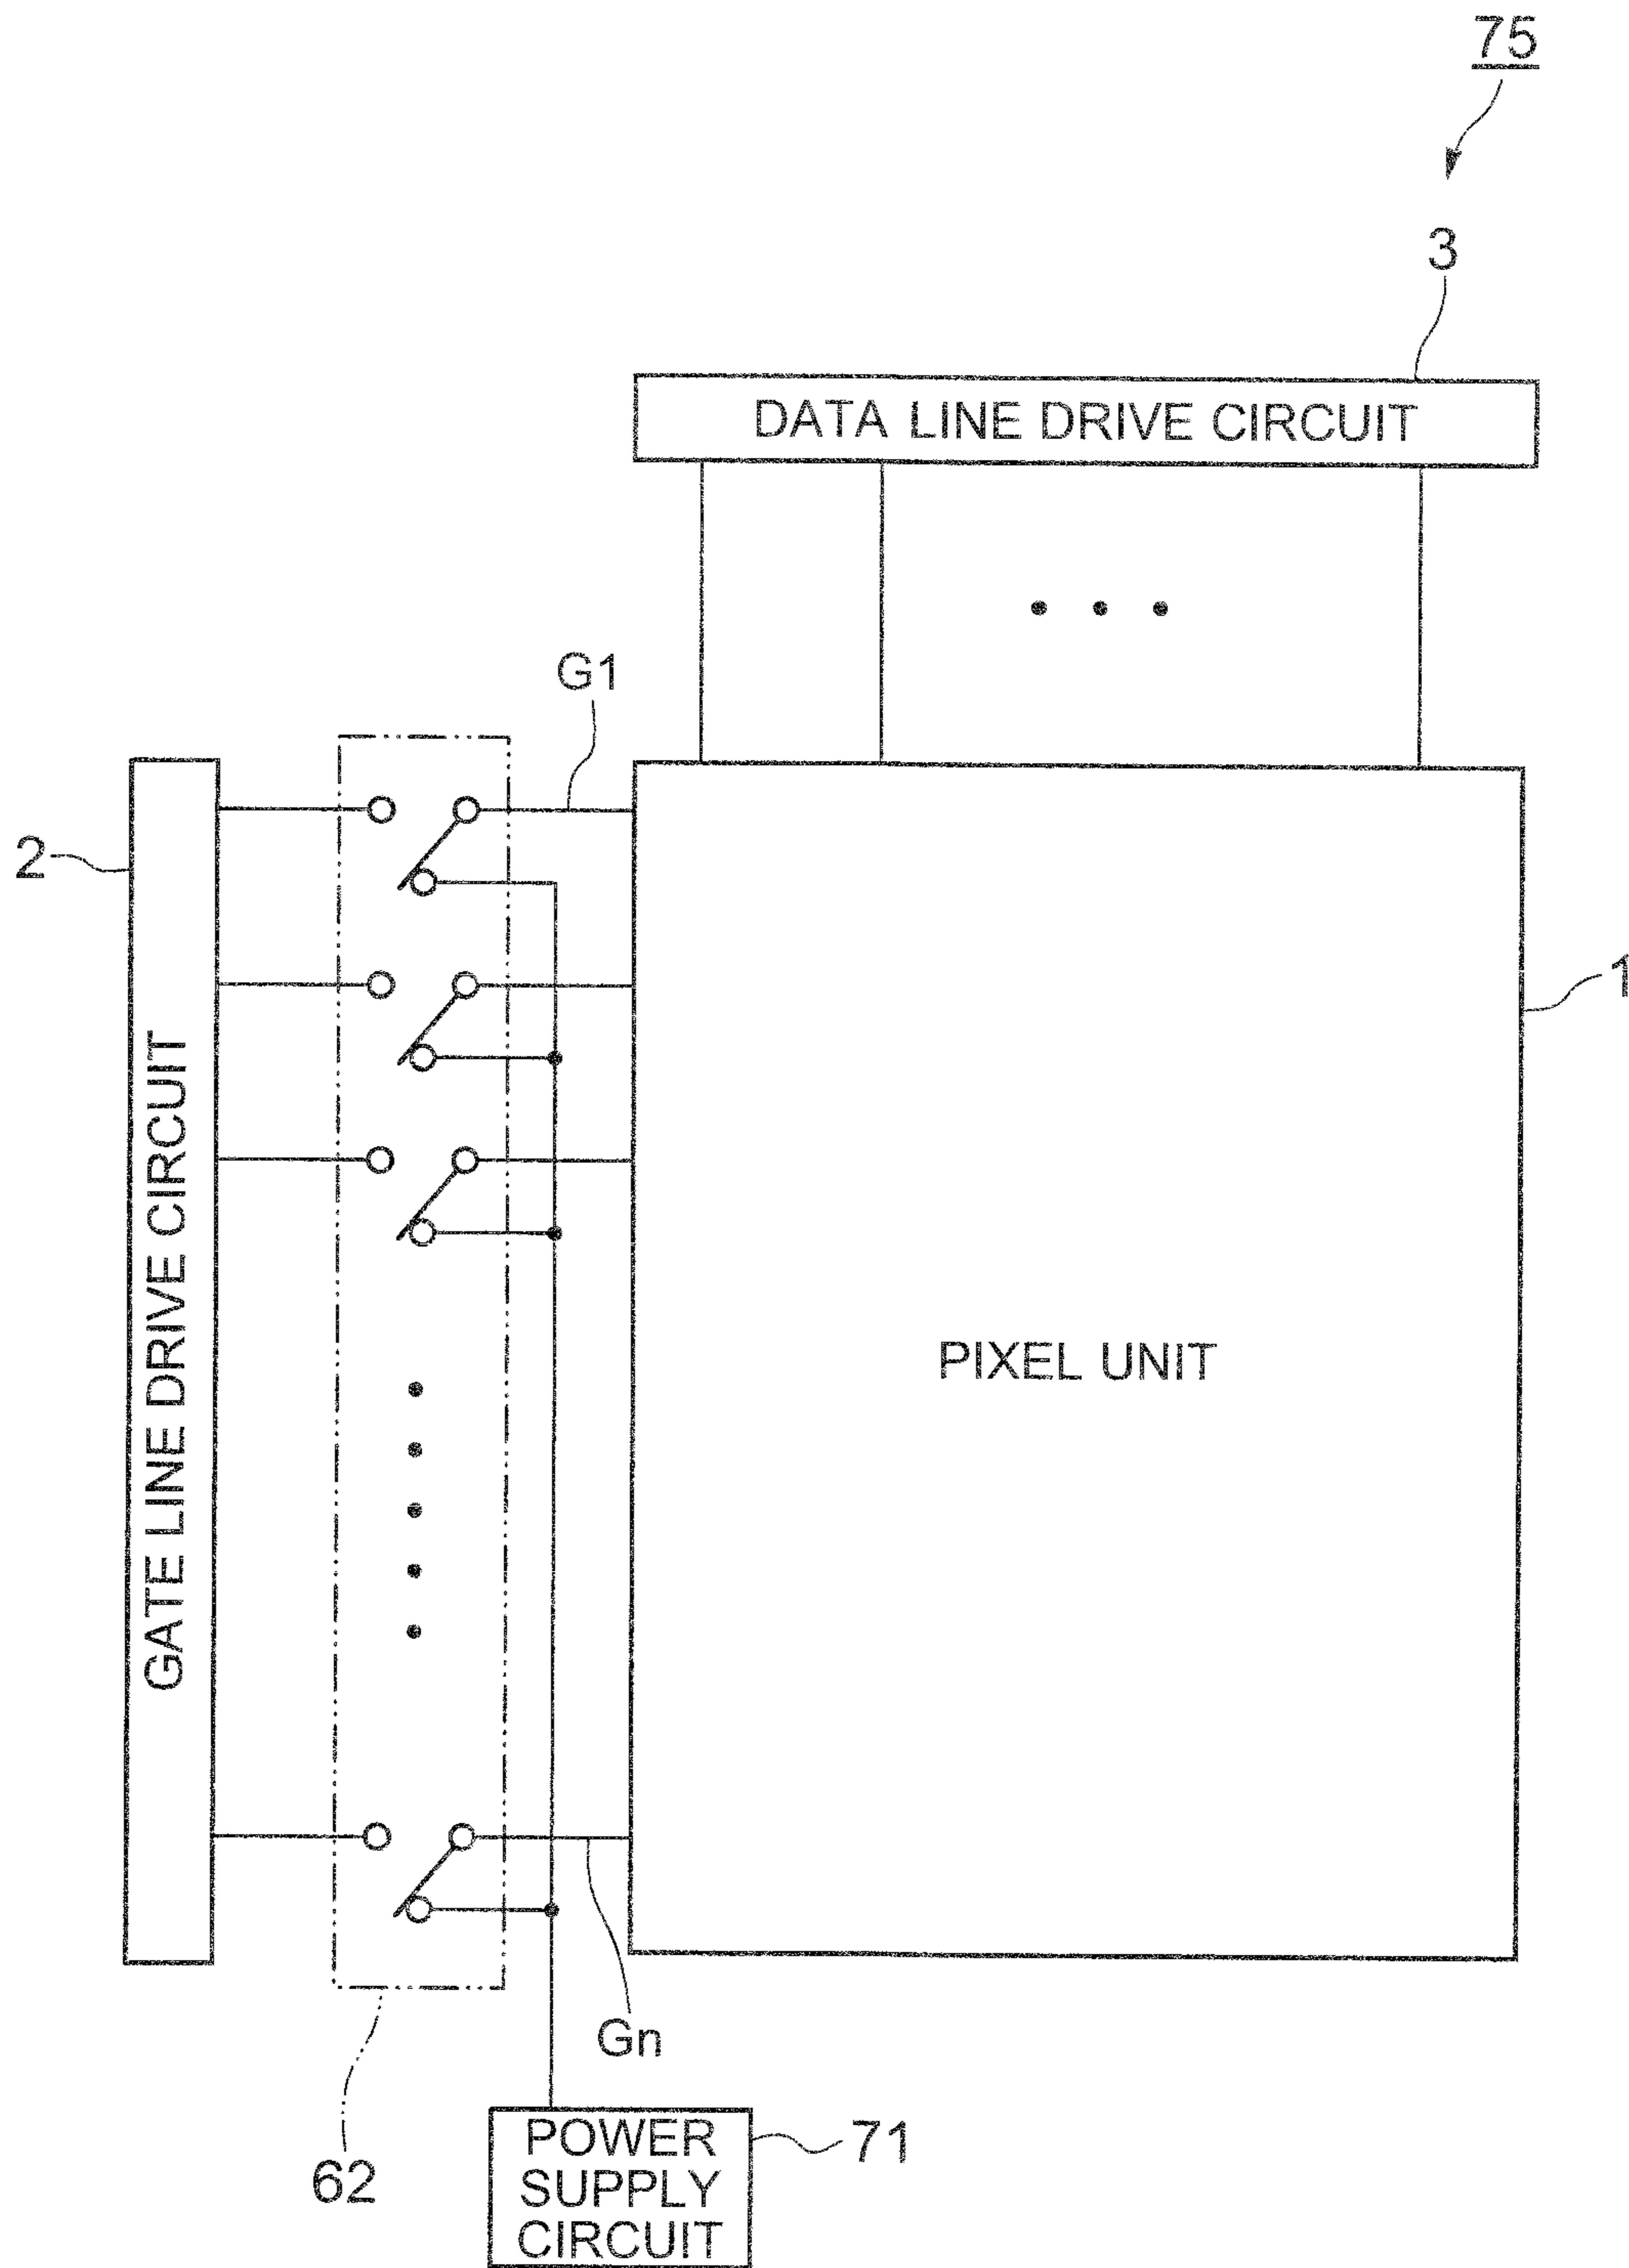 75
3
DATA LINE DRIVE CIRCUIT
G1
2
GATE LINE DRIVE CIRCUIT
1
PIXEL UNIT
Gn
62
POWER
SUPPLY
CIRCUIT
71